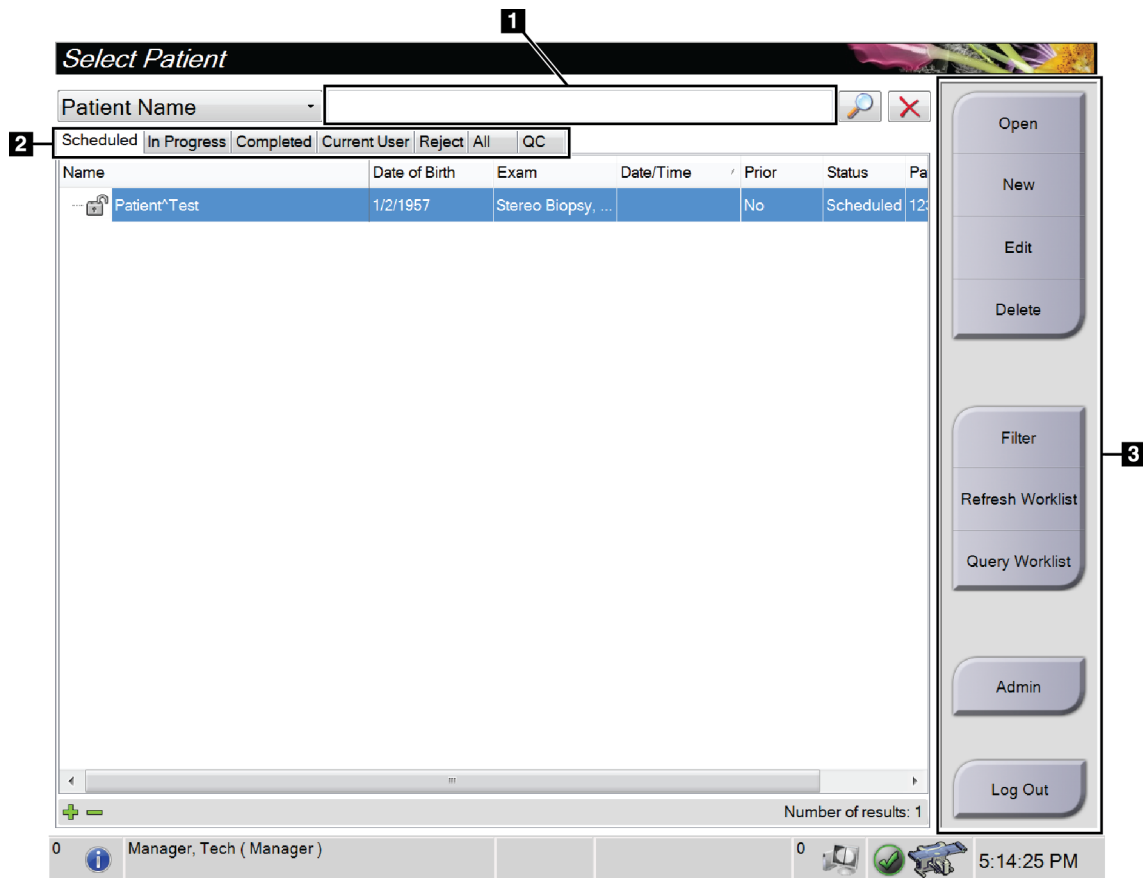 1
Select Patient
Patient Name
2
Scheduled In Progress Completed Current User Reject All QC
Name Date of Birth Exam Date/Time Prior Status Pa
Patient^Test 1/2/1957 Stereo Biopsy, ... No Scheduled 123
Open
New
Edit
Delete
Filter
3
Refresh Worklist
Query Worklist
Admin
Log Out
Number of results: 1
0 Manager, Tech ( Manager ) 0 5:14:25 PM